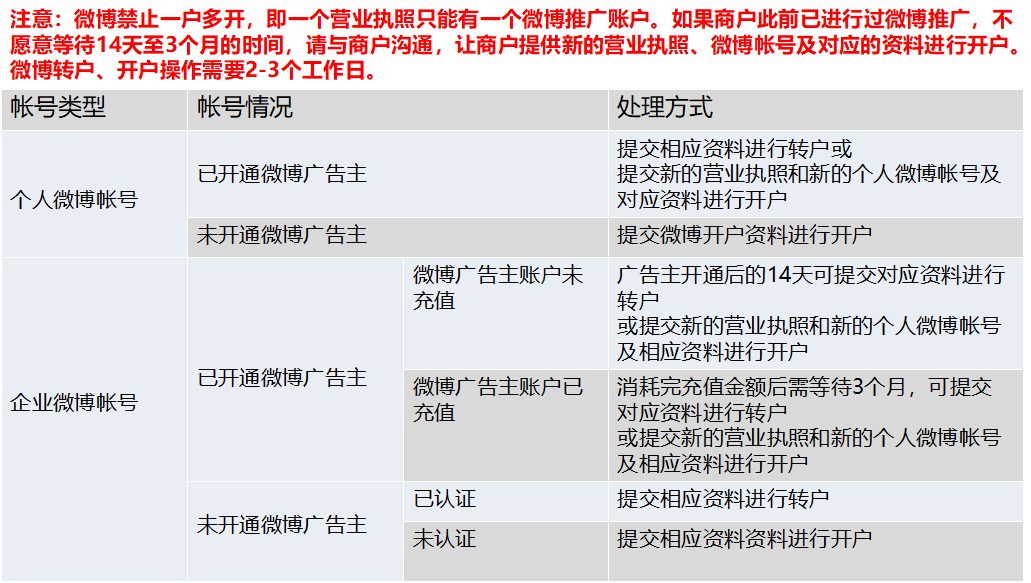 注意：微博禁止一户多开，即一个营业执照只能有一个微博推广账户。如果商户此前已进行过微博推广，不
愿意等待14天至3个月的时间，请与商户沟通，让商户提供新的营业执照、微博帐号及对应的资料进行开户。
微博转户、开户操作需要2-3个工作日。
帐号类型
帐号情况
处理方式
个人微博帐号
已开通微博广告主
提交相应资料进行转户或
提交新的营业执照和新的个人微博帐号及
对应资料进行开户
未开通微博广告主
提交微博开户资料进行开户
企业微博帐号
已开通微博广告主
微博广告主账户未
充值
广告主开通后的14天可提交对应资料进行
转户
或提交新的营业执照和新的个人微博帐号
及相应资料进行开户
微博广告主账户已
充值
消耗完充值金额后需等待3个月，可提交
对应资料进行转户
或提交新的营业执照和新的个人微博帐号
及相应资料进行开户
未开通微博广告主
已认证
提交相应资料进行转户
未认证
提交相应资料资料进行开户